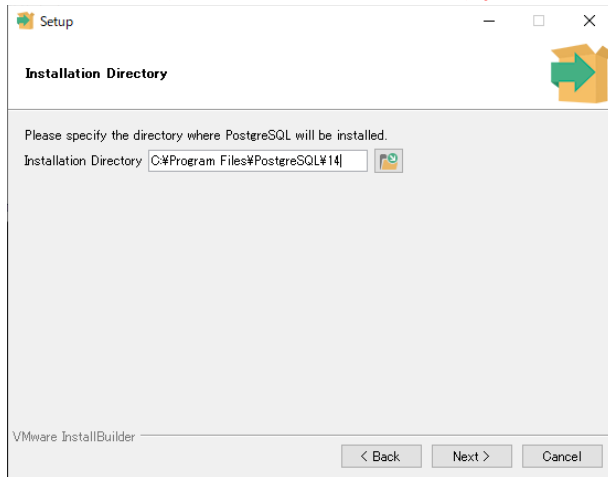 Setup
Installation Directory
Please specify the directory where PostgreSQL will be installed.
Installation Directory C:¥Program Files¥PostgreSQL¥14
VMware InstallBuilder
< Back Next > Cancel